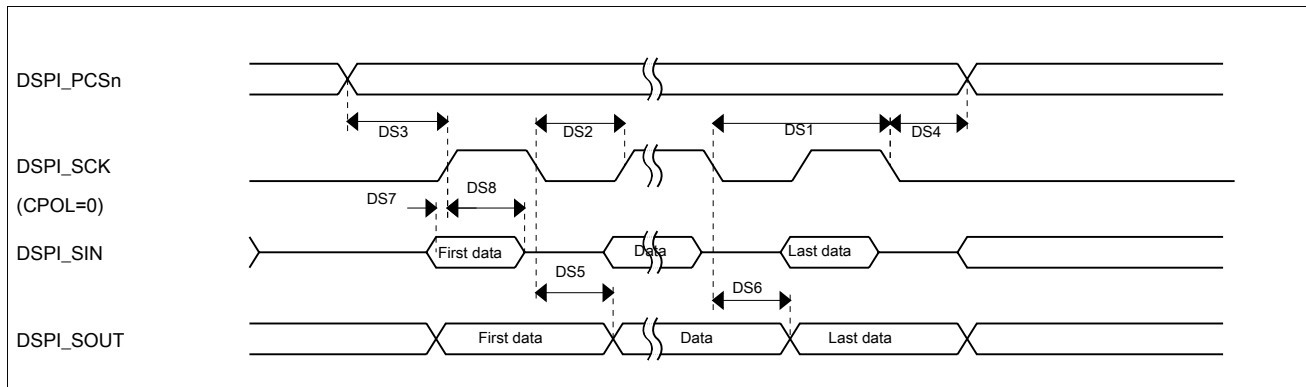 DSPI_PCSn
DS3
DS2
DS1
DS4
DSPI_SCK
(CPOL=0)
DS7
DS8
DSPI_SIN
First data
Data
Last data
DS5
DS6
DSPI_SOUT
First data
Data
Last data